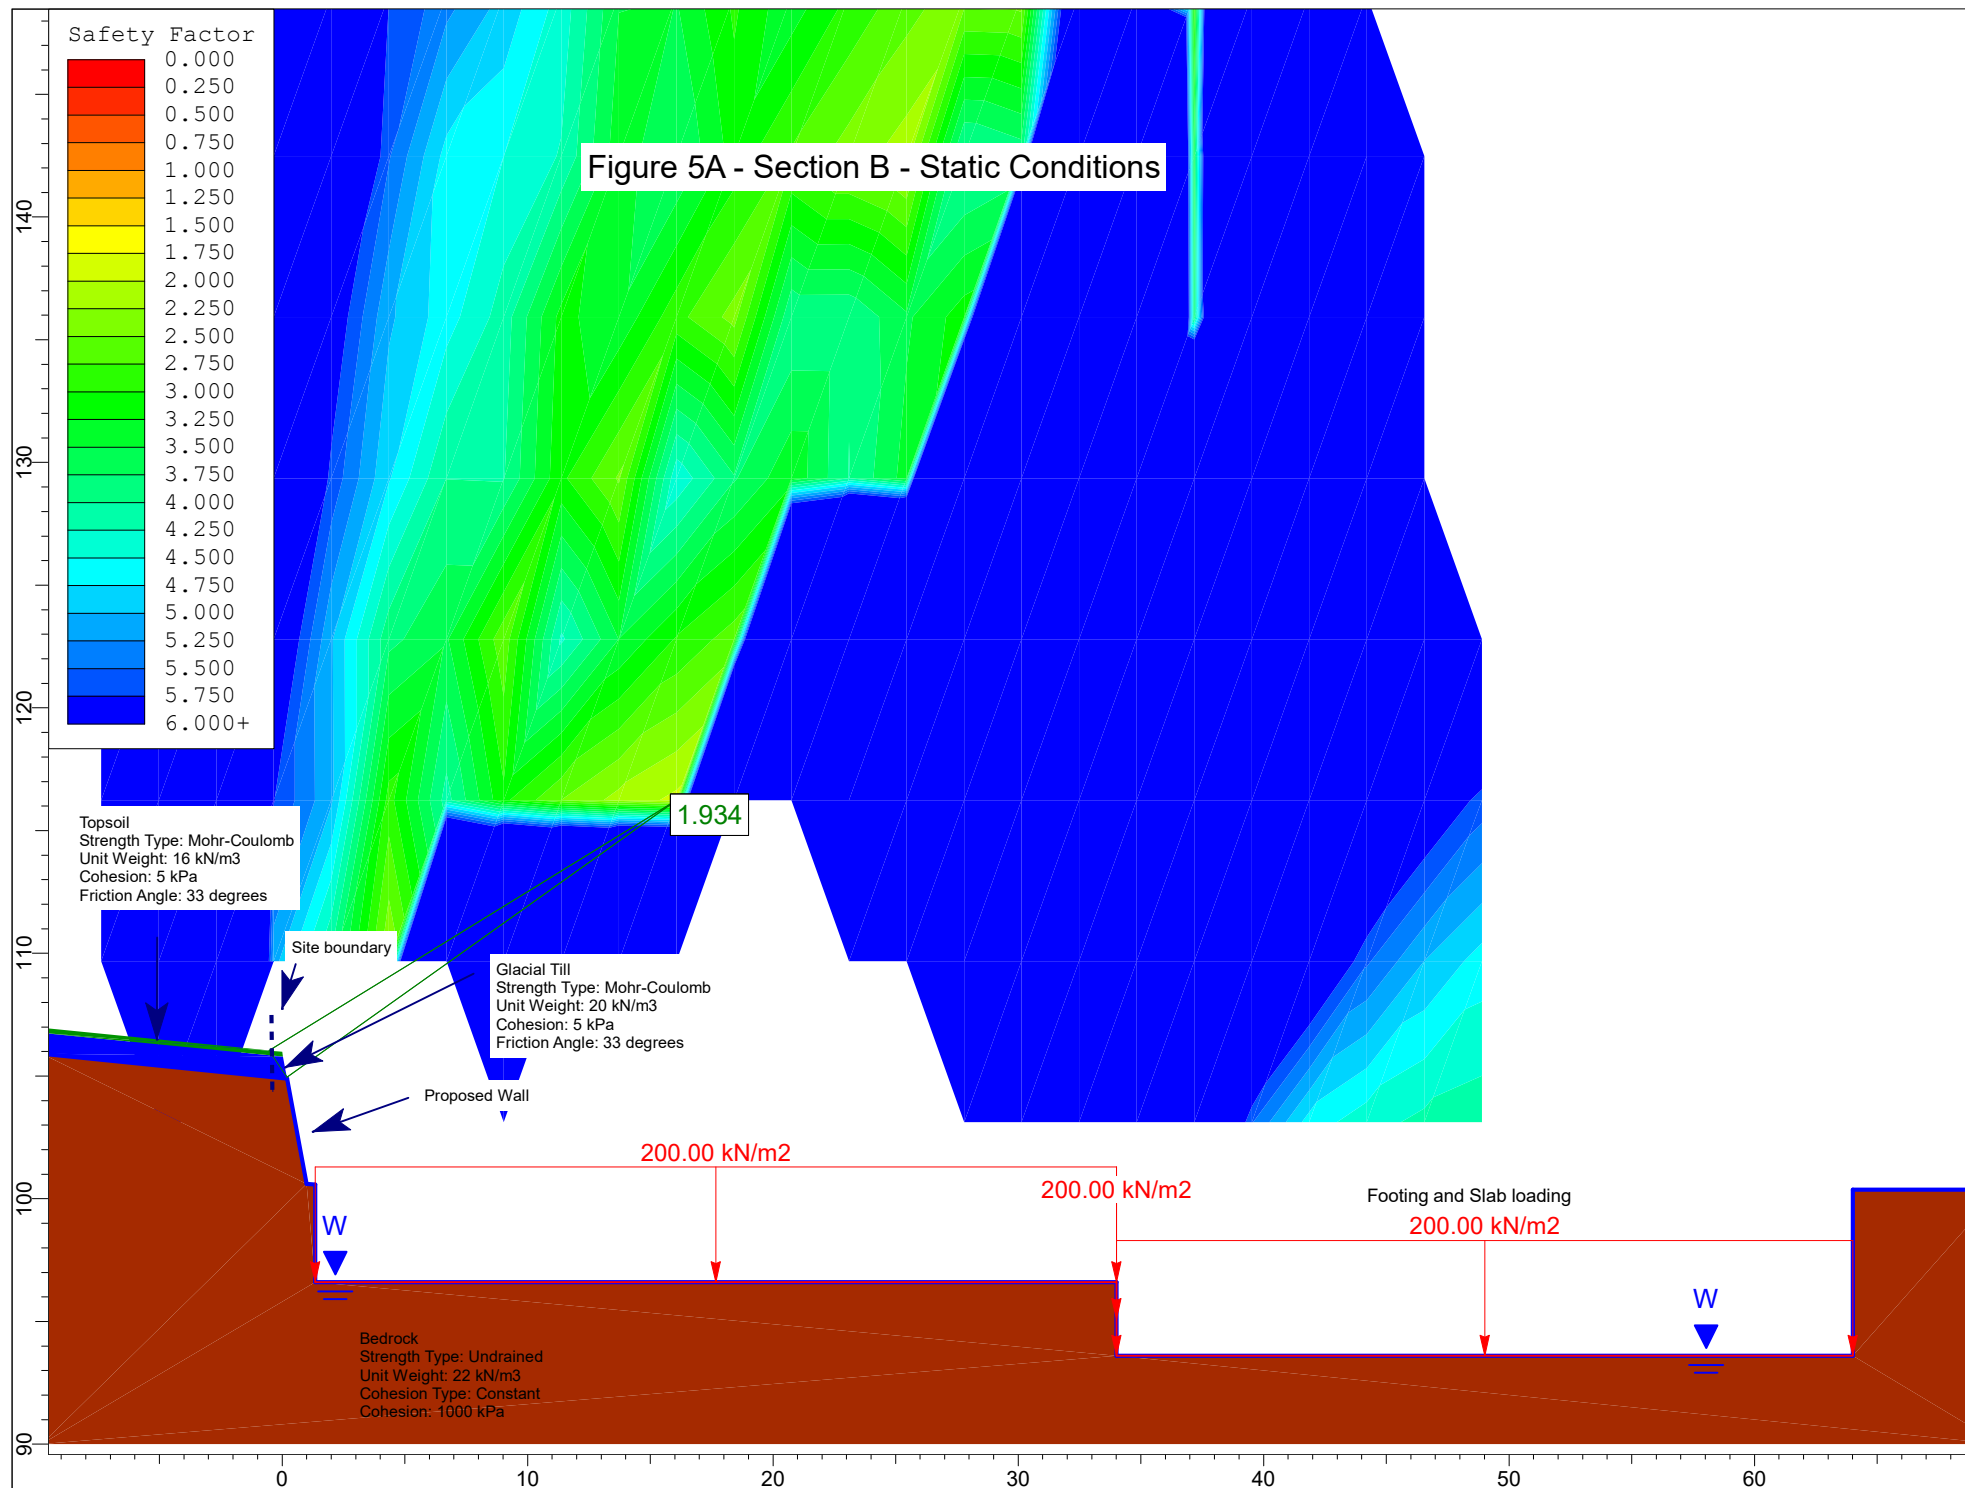 Safety Factor
0.000
0.250
0.500
0.750
1.000
1.250
1.500
1.750
2.000
2.250
2.500
2.750
3.000
3.250
3.500
3.750
4.000
4.250
4.500
4.750
5.000
5.250
5.500
5.750
6.000+
Figure 5A - Section B - Static Conditions
1.934
Topsoil
Strength Type: Mohr-Coulomb
Unit Weight: 16 kN/m3
Cohesion: 5 kPa
Friction Angle: 33 degrees
Site boundary
Glacial Till
Strength Type: Mohr-Coulomb
Unit Weight: 20 kN/m3
Cohesion: 5 kPa
Friction Angle: 33 degrees
Proposed Wall
200.00 kN/m2
200.00 kN/m2
Footing and Slab loading
200.00 kN/m2
W
W
Bedrock
Strength Type: Undrained
Unit Weight: 22 kN/m3
Cohesion Type: Constant
Cohesion: 1000 kPa
140
130
120
110
100
90
0
10
20
30
40
50
60